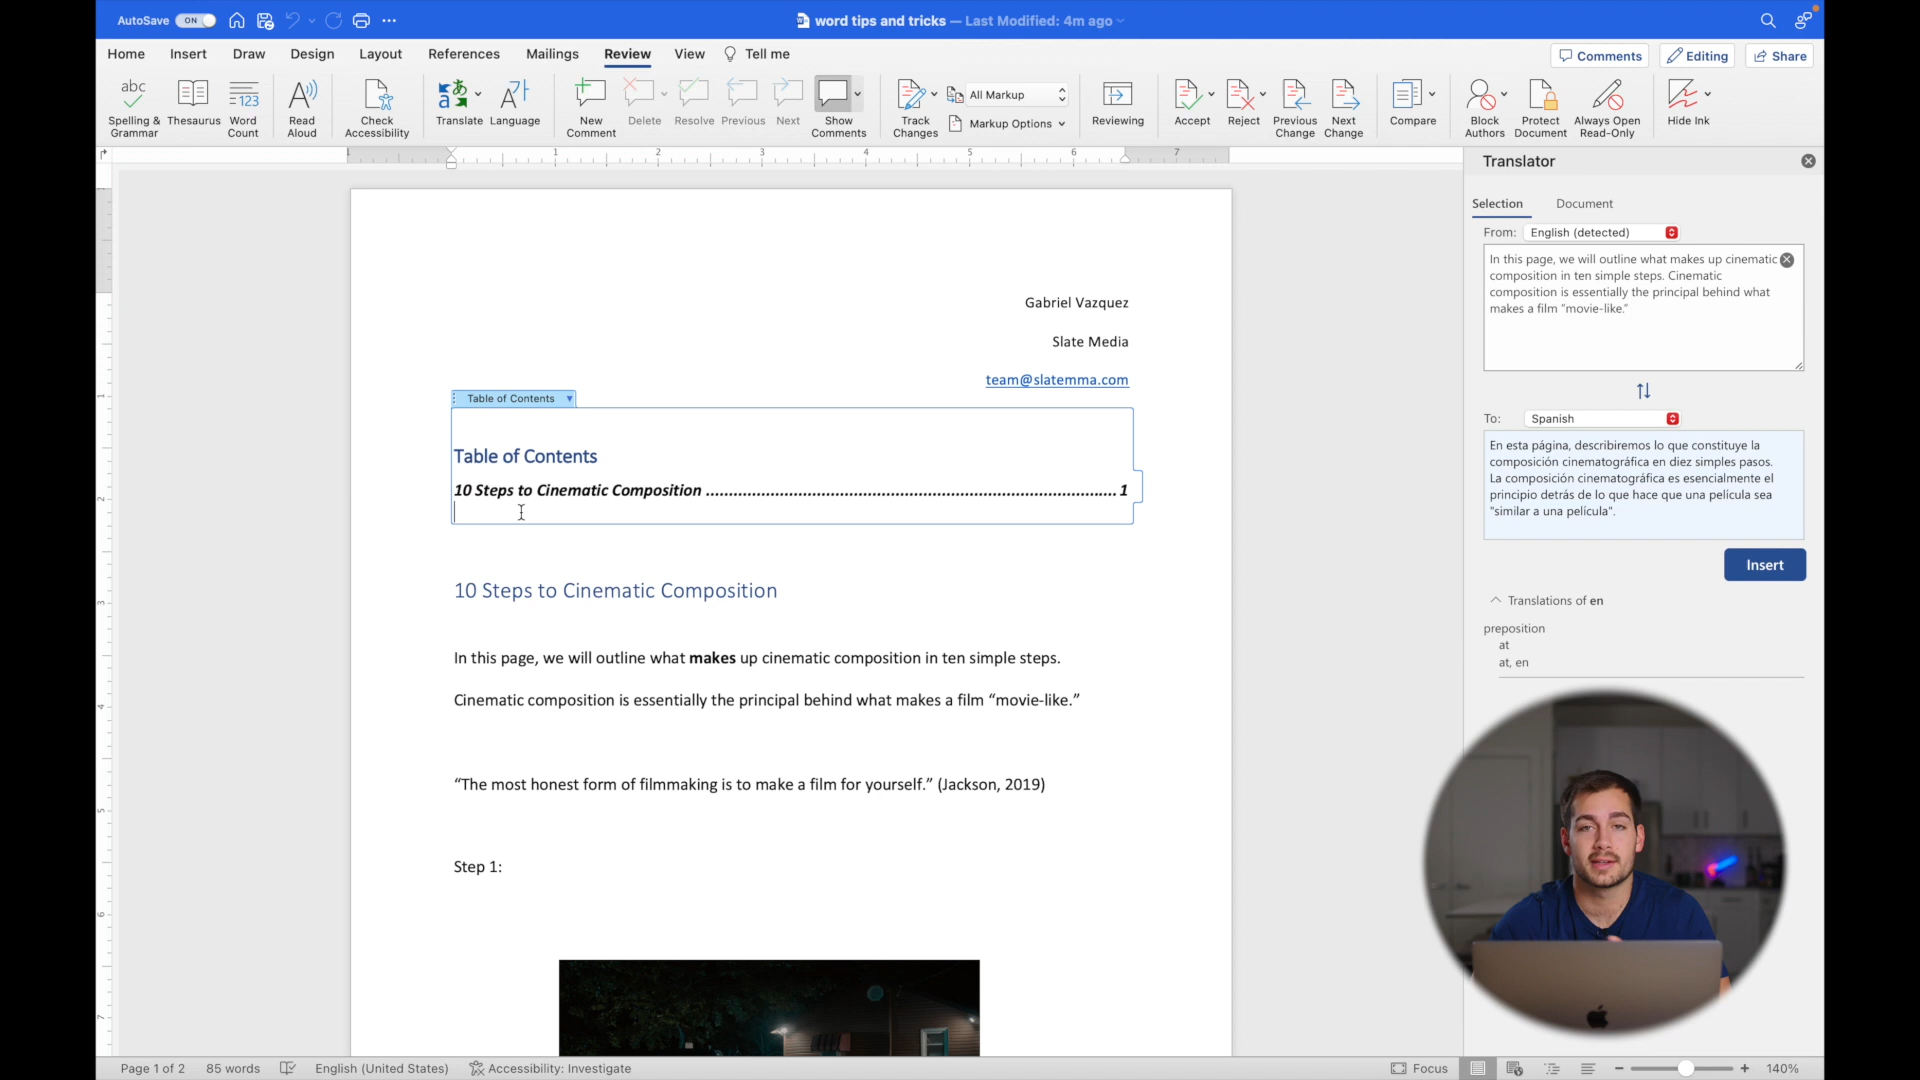 AutoSave ON
word tips and tricks — Last Modified: 4m ago
Home Insert Draw Design Layout References Mailings Review View Tell me
Comments Editing Share
Spelling & Grammar
Thesaurus
Word Count
Read Aloud
Check Accessibility
Translate
Language
New Comment
Delete
Resolve
Previous
Next
Show Comments
Track Changes
All Markup
Markup Options
Reviewing
Accept
Reject
Previous Change
Next Change
Compare
Block Authors
Protect Document
Always Open Read-Only
Hide Ink
1 1 2 3 4 5 6 7
Gabriel Vazquez
Slate Media
team@slatemma.com
Table of Contents
Table of Contents
10 Steps to Cinematic Composition ........................................................................................ 1
10 Steps to Cinematic Composition
In this page, we will outline what makes up cinematic composition in ten simple steps.
Cinematic composition is essentially the principal behind what makes a film “movie-like.”
“The most honest form of filmmaking is to make a film for yourself.” (Jackson, 2019)
Step 1:
Translator
Selection Document
From: English (detected)
In this page, we will outline what makes up cinematic
composition in ten simple steps. Cinematic
composition is essentially the principal behind what
makes a film "movie-like."
To: Spanish
En esta página, describiremos lo que constituye la
composición cinematográfica en diez simples pasos.
La composición cinematográfica es esencialmente el
principio detrás de lo que hace que una película sea
"similar a una película".
Insert
Translations of en
preposition
at
at, en
Page 1 of 2 85 words English (United States) Accessibility: Investigate Focus 140%